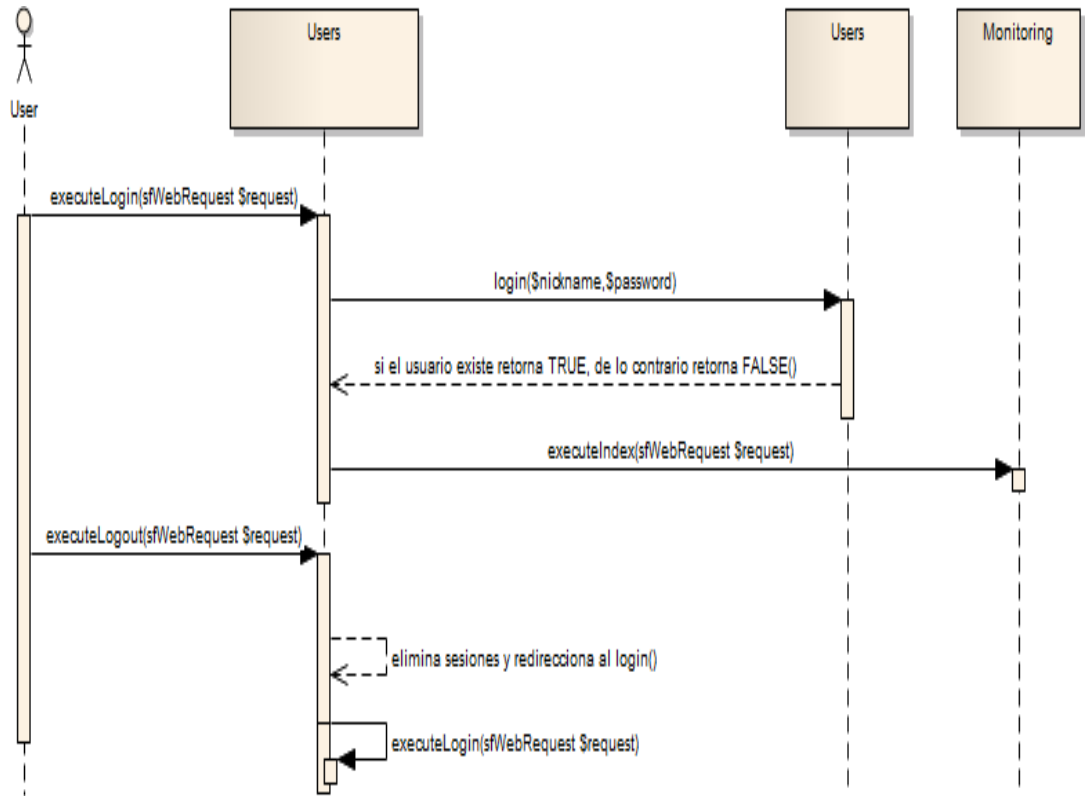 Users
Users
Monitoring
User
executeLogin(sfWebRequest $request)
login($nickname,$password)
si el usuario existe retorna TRUE, de lo contrario retorna FALSE()
executeIndex(sfWebRequest $request)
executeLogout(sfWebRequest $request)
elimina sesiones y redirecciona al login()
executeLogin(sfWebRequest $request)